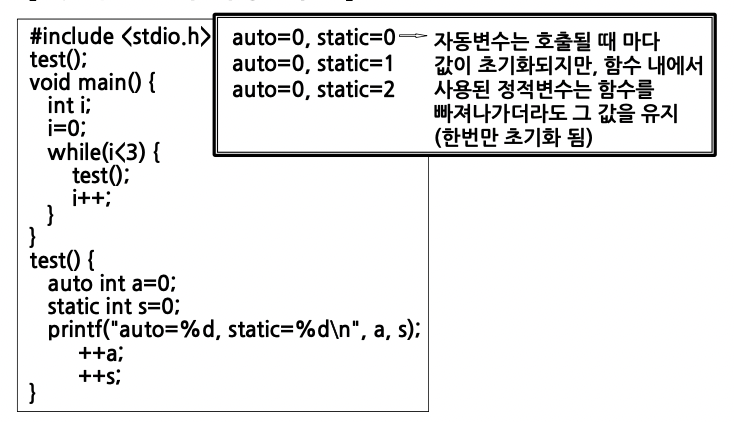 #include <stdio.h>
test();
void main() {
int i;
i=0;
while(i<3) {
test();
i++;
}
}
test() {
auto int a=0;
static int s=0;
printf("auto=%d, static=%d\n", a, s);
++a;
++s;
}
auto=0, static=0
auto=0, static=1
auto=0, static=2
자동변수는 호출될 때 마다
값이 초기화되지만, 함수 내에서
사용된 정적변수는 함수를
빠져나가더라도 그 값을 유지
(한번만 초기화 됨)